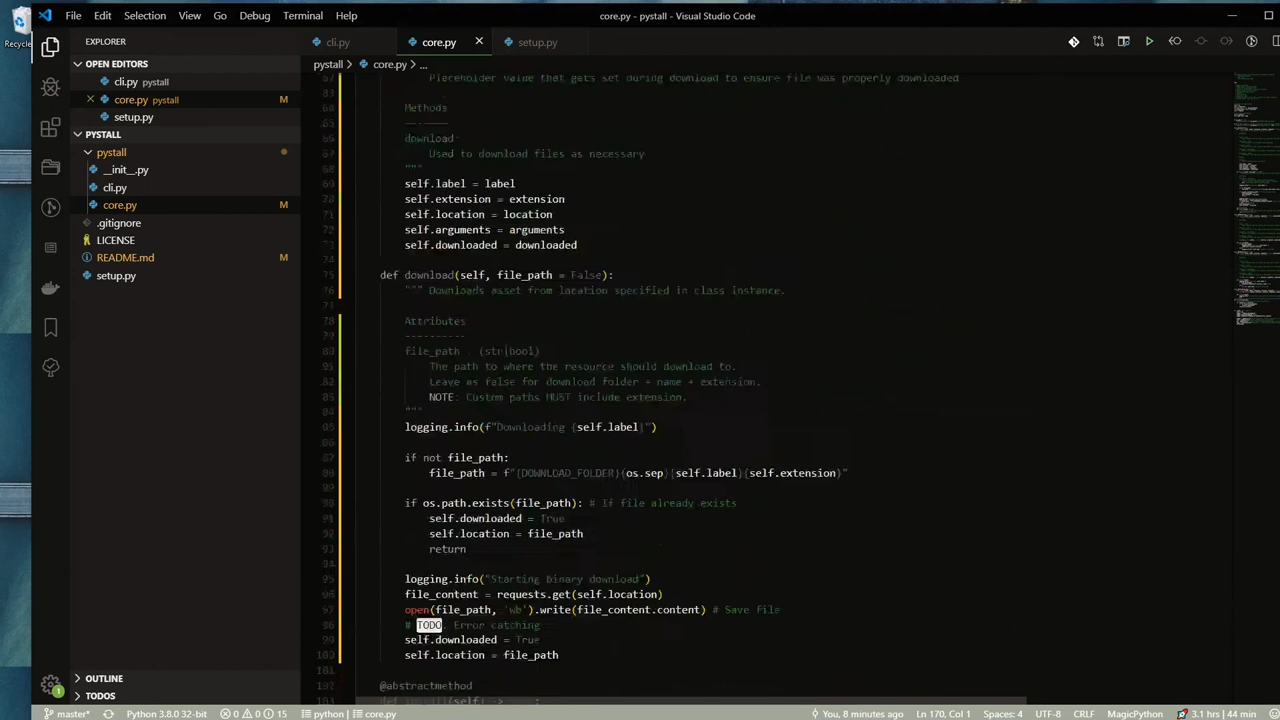 File Edit Selection View Go Debug Terminal Help
core.py - pystall - Visual Studio Code
Recycle
EXPLORER
OPEN EDITORS
cli.py pystall
core.py pystall M
setup.py
PYSTALL
pystall
__init__.py
cli.py
core.py M
.gitignore
LICENSE
README.md
setup.py
OUTLINE
TODOS
cli.py
core.py
setup.py
pystall > core.py > ...
Placeholder value that gets set during download to ensure file was properly downloaded
Methods
-------
download
Used to download files as necessary
"""
self.label = label
self.extension = extension
self.location = location
self.arguments = arguments
self.downloaded = downloaded
def download(self, file_path = False):
""" Downloads asset from location specified in class instance.
Attributes
----------
file_path : (str|bool)
The path to where the resource should download to.
Leave as false for download folder + name + extension.
NOTE: Custom paths MUST include extension.
"""
logging.info(f"Downloading {self.label}")
if not file_path:
file_path = f"{DOWNLOAD_FOLDER}{os.sep}{self.label}{self.extension}"
if os.path.exists(file_path): # If file already exists
self.downloaded = True
self.location = file_path
return
logging.info("Starting binary download")
file_content = requests.get(self.location)
open(file_path, 'wb').write(file_content.content) # Save file
# TODO: Error catching
self.downloaded = True
self.location = file_path
@abstractmethod
def install(self) -> :
master* Python 3.8.0 32-bit 0 0 15 python | core.py
You, 8 minutes ago Ln 170, Col 1 Spaces: 4 UTF-8 CRLF MagicPython 3.1 hrs | 44 min